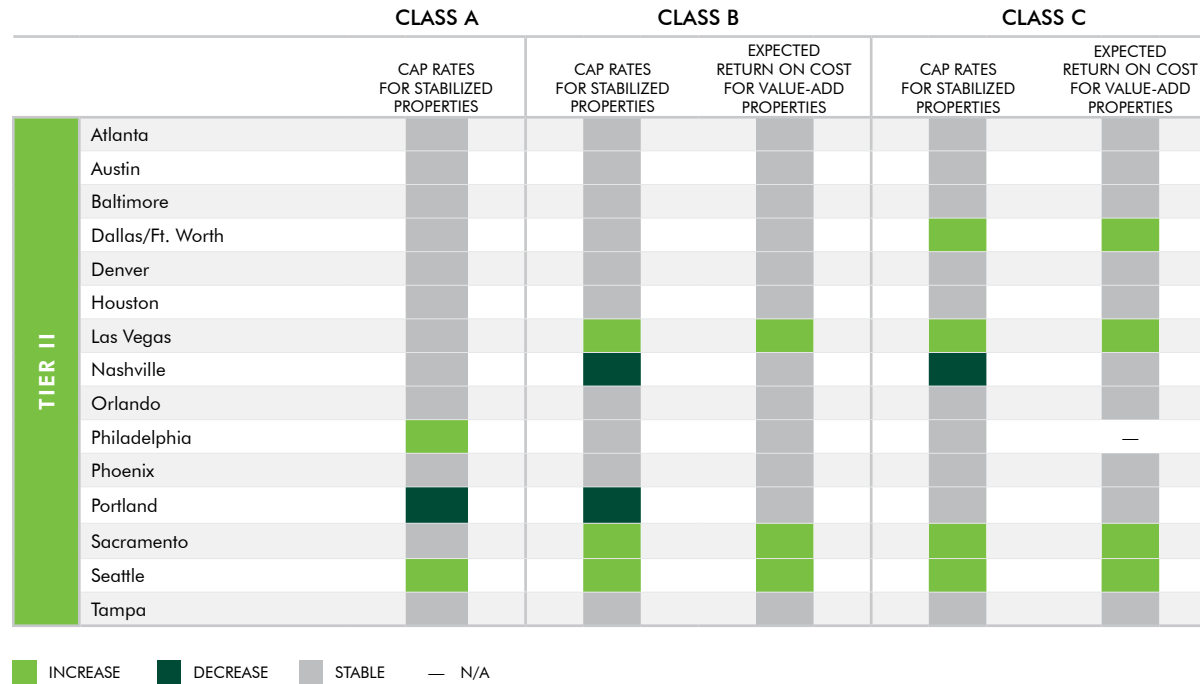 CLASS A CLASS B CLASS C
CAP RATES
FOR STABILIZED
PROPERTIES
CAP RATES
FOR STABILIZED
PROPERTIES
EXPECTED
RETURN ON COST
FOR VALUE-ADD
PROPERTIES
CAP RATES
FOR STABILIZED
PROPERTIES
EXPECTED
RETURN ON COST
FOR VALUE-ADD
PROPERTIES
TIER II
Atlanta
Austin
Baltimore
Dallas/Ft. Worth
Denver
Houston
Las Vegas
Nashville
Orlando
Philadelphia —
Phoenix
Portland
Sacramento
Seattle
Tampa
INCREASE DECREASE STABLE — N/A